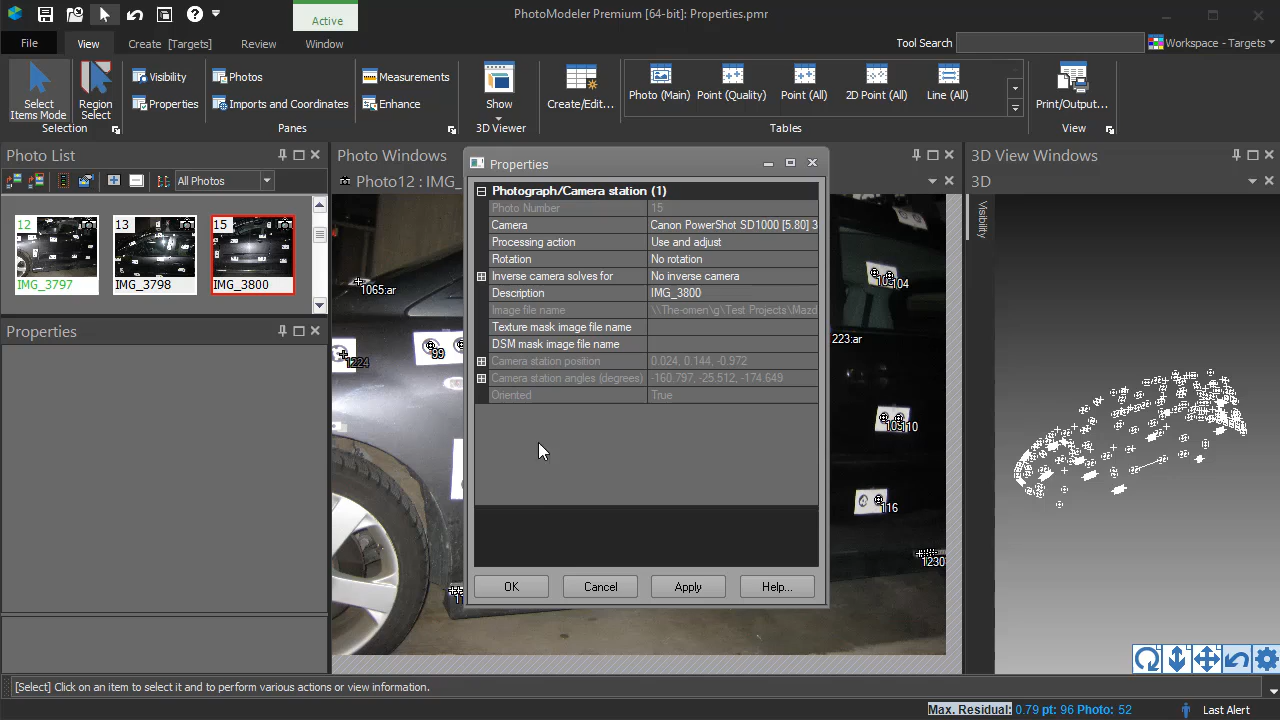 PhotoModeler Premium [64-bit]: Properties.pmr
Active
File
View
Create [Targets]
Review
Window
Tool Search
Workspace - Targets
Select
Items Mode
Region
Select
Selection
Visibility
Properties
Photos
Imports and Coordinates
Panes
Measurements
Enhance
Show
3D Viewer
Create/Edit...
Photo (Main)
Point (Quality)
Point (All)
2D Point (All)
Line (All)
Tables
Print/Output...
View
Photo List
All Photos
12
IMG_3797
13
IMG_3798
15
IMG_3800
Properties
Photo Windows
Photo12 : IMG_
1065:ar
1224
99
104
223:ar
110
116
1230
Properties
Photograph/Camera station (1)
Photo Number 15
Camera Canon PowerShot SD1000 [5.80] 3
Processing action Use and adjust
Rotation No rotation
Inverse camera solves for No inverse camera
Description IMG_3800
Image file name \\The-omen\g\Test Projects\Mazd
Texture mask image file name
DSM mask image file name
Camera station position 0.024, 0.144, -0.972
Camera station angles (degrees) -160.797, -25.512, -174.649
Oriented True
OK
Cancel
Apply
Help...
3D View Windows
3D
Visibility
[Select] Click on an item to select it and to perform various actions or view information.
Max. Residual: 0.79 pt: 96 Photo: 52
Last Alert